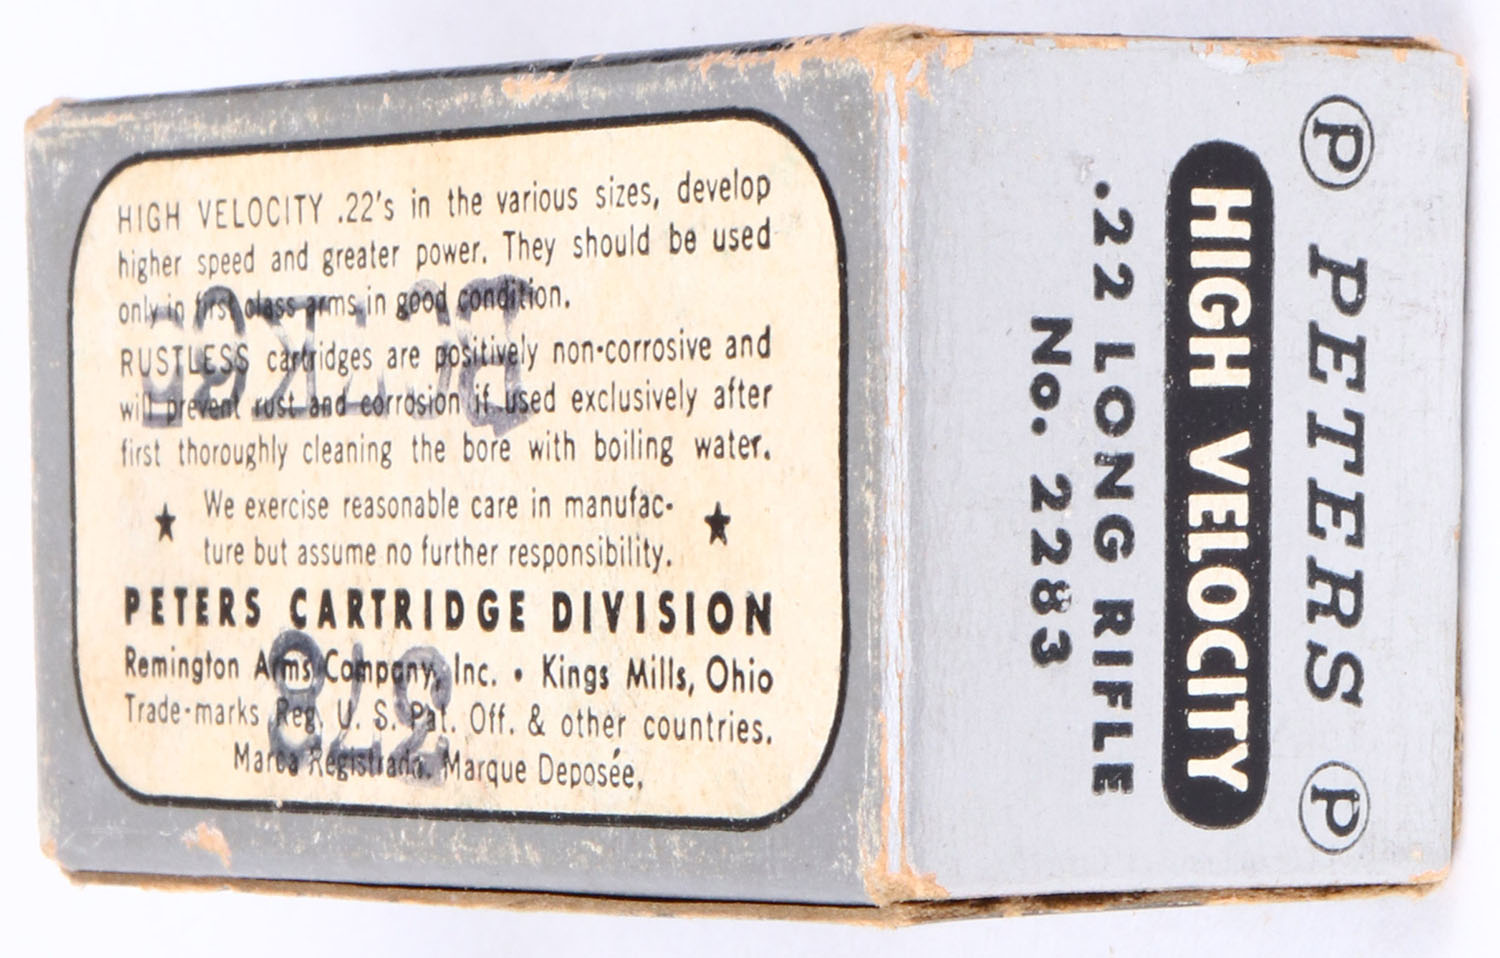 HIGH VELOCITY .22's in the various sizes, develop
higher speed and greater power. They should be used
only in first class arms in good condition.
RUSTLESS cartridges are positively non-corrosive and
will prevent rust and corrosion if used exclusively after
first thoroughly cleaning the bore with boiling water.
★ We exercise reasonable care in manufac- ★
ture but assume no further responsibility.
PETERS CARTRIDGE DIVISION
Remington Arms Company, Inc. • Kings Mills, Ohio
Trade-marks Reg. U. S. Pat. Off. & other countries.
Marca Registrada. Marque Deposée.
P PETERS P
HIGH VELOCITY
.22 LONG RIFLE
No. 2283